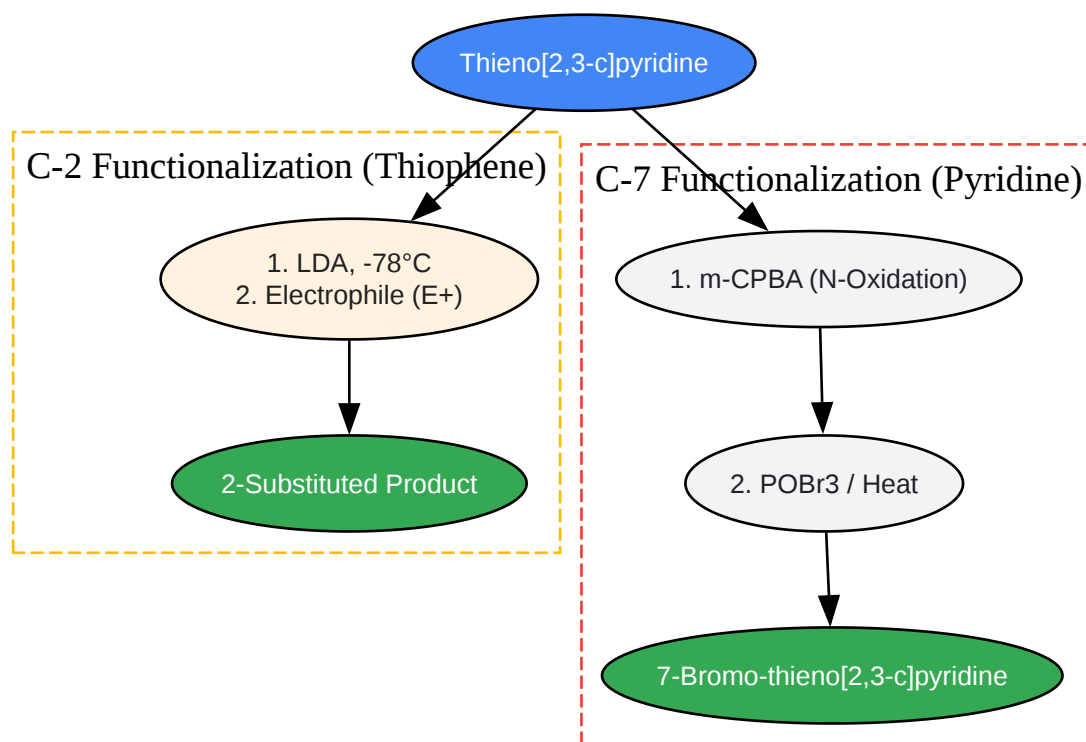 Thieno[2,3-c]pyridine
C-2 Functionalization (Thiophene)
1. LDA, -78°C
2. Electrophile (E+)
2-Substituted Product
C-7 Functionalization (Pyridine)
1. m-CPBA (N-Oxidation)
2. POBr3 / Heat
7-Bromo-thieno[2,3-c]pyridine